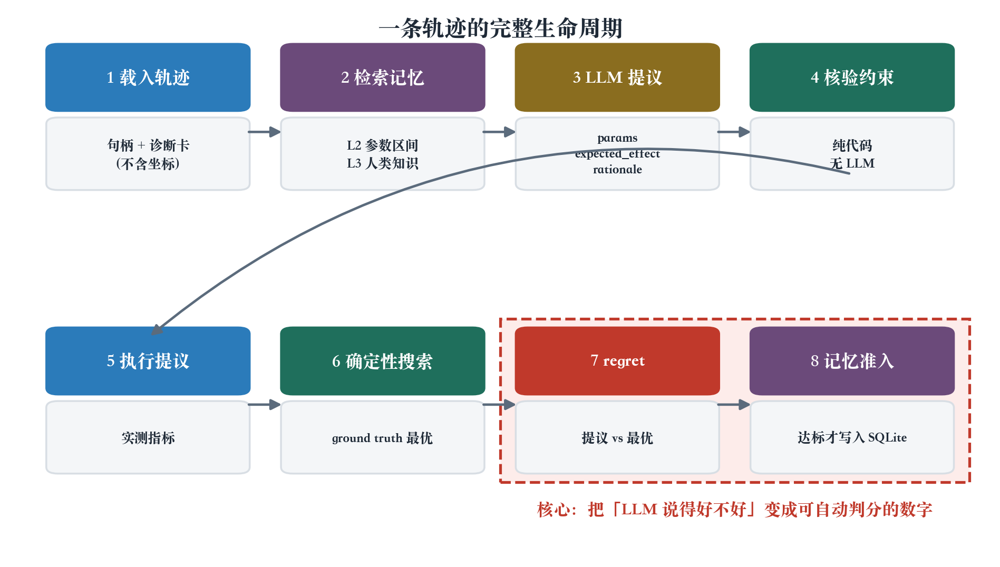 一条轨迹的完整生命周期
1 载入轨迹
句柄 + 诊断卡
(不含坐标)
2 检索记忆
L2 参数区间
L3 人类知识
3 LLM 提议
params
expected_effect
rationale
4 核验约束
纯代码
无 LLM
5 执行提议
实测指标
6 确定性搜索
ground truth 最优
7 regret
提议 vs 最优
8 记忆准入
达标才写入 SQLite
核心：把「LLM 说得好不好」变成可自动判分的数字